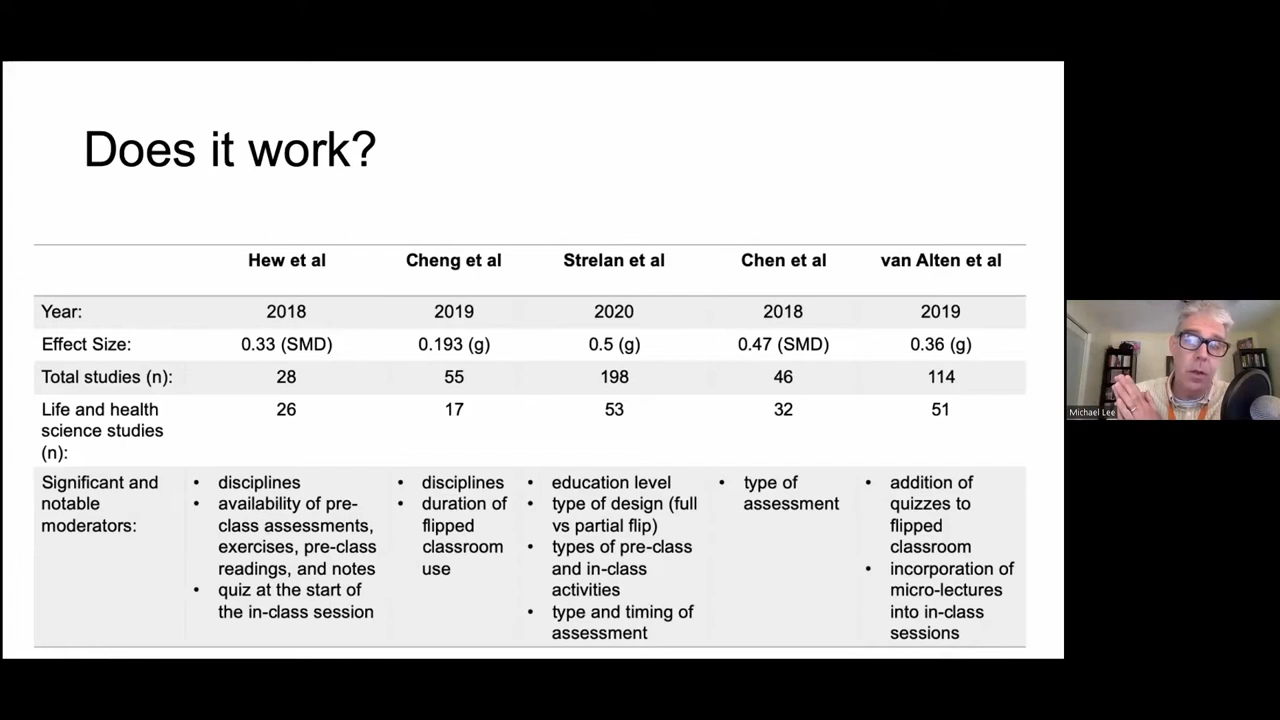 Does it work?
Hew et al Cheng et al Strelan et al Chen et al van Alten et al
Year: 2018 2019 2020 2018 2019
Effect Size: 0.33 (SMD) 0.193 (g) 0.5 (g) 0.47 (SMD) 0.36 (g)
Total studies (n): 28 55 198 46 114
Life and health 26 17 53 32 51
science studies
(n):
Significant and • disciplines • disciplines • education level • type of • addition of
notable • availability of pre- • duration of • type of design (full assessment quizzes to
moderators: class assessments, flipped vs partial flip) flipped
exercises, pre-class classroom • types of pre-class classroom
readings, and notes use and in-class • incorporation of
• quiz at the start of activities micro-lectures
the in-class session • type and timing of into in-class
assessment sessions
Michael Lee